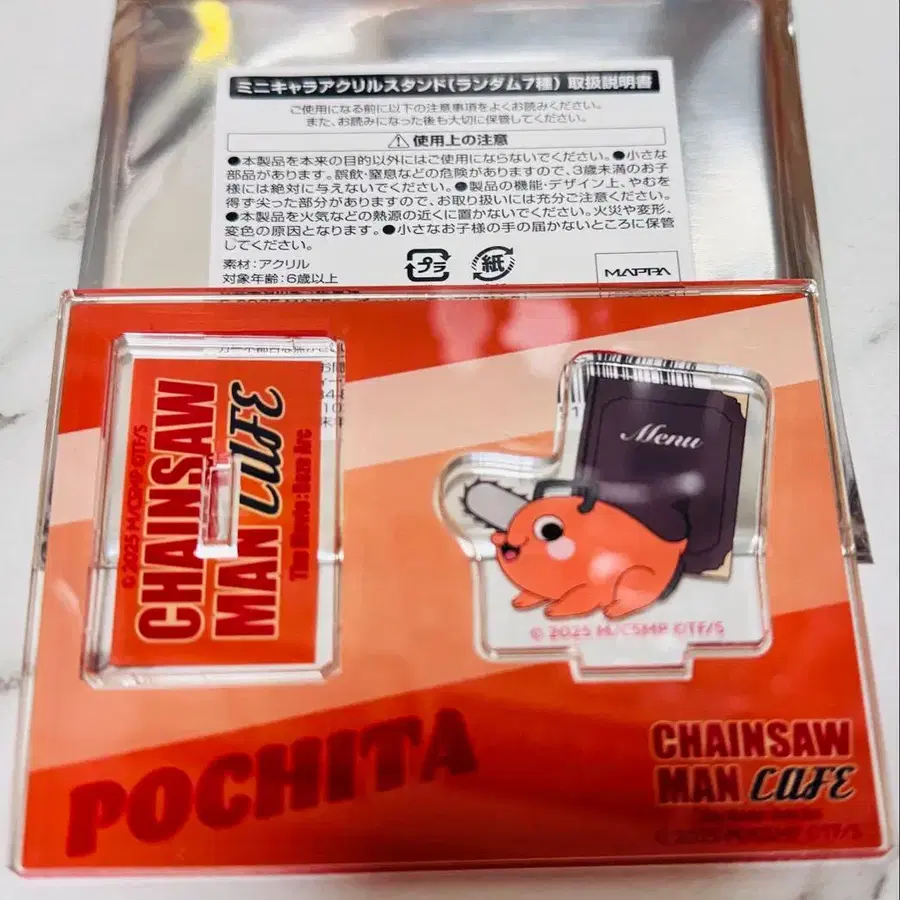 ミニキャラアクリルスタンド(ランダム7種) 取扱説明書
ご使用になる前に以下の注意事項をよくお読みください。
また、お読みになった後も大切に保管してください。
使用上の注意
●本製品を本来の目的以外にはご使用にならないでください。●小さな
部品があります。誤飲・窒息などの危険がありますので、3歳未満のお子
様には絶対に与えないでください。●製品の機能・デザイン上、やむを
得ず尖った部分がありますので、お取り扱いには充分ご注意ください。
●本製品を火気などの熱源の近くに置かないでください。火災や変形、
変色の原因となります。●小さなお子様の手の届かないところに保管
してください。
素材:アクリル
対象年齢:6歳以上
プラ
紙
MAPPA
CHAINSAW
MAN CAFE
The Movie : Reze Arc
© 2025 M/CSMP ©TF/S
Menu
© 2025 M/CSMP ©TF/S
POCHITA
CHAINSAW
MAN CAFE